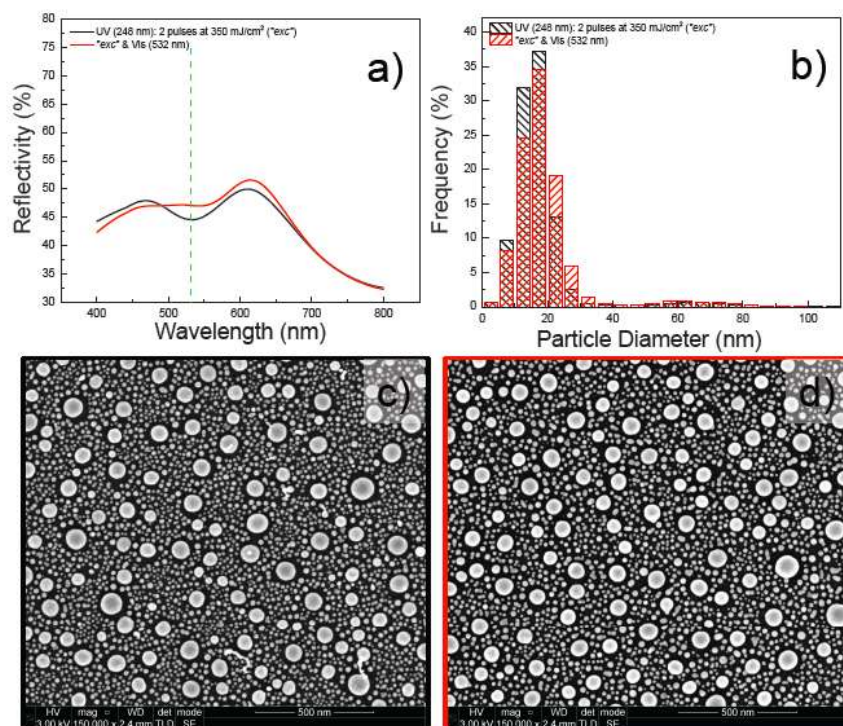 UV (248 nm): 2 pulses at 350 mJ/cm² ("exc")
"exc" & Vis (532 nm)
a)
80
75
70
65
60
55
50
45
40
35
30
Reflectivity (%)
400 500 600 700 800
Wavelength (nm)
UV (248 nm): 2 pulses at 350 mJ/cm² ("exc")
"exc" & Vis (532 nm)
b)
40
35
30
25
20
15
10
5
0
Frequency (%)
0 20 40 60 80 100
Particle Diameter (nm)
c)
HV mag □ WD det mode 500 nm
3.00 kV 150 000 x 2.4 mm TLD SE
d)
HV mag □ WD det mode 500 nm
3.00 kV 150 000 x 2.4 mm TLD SE